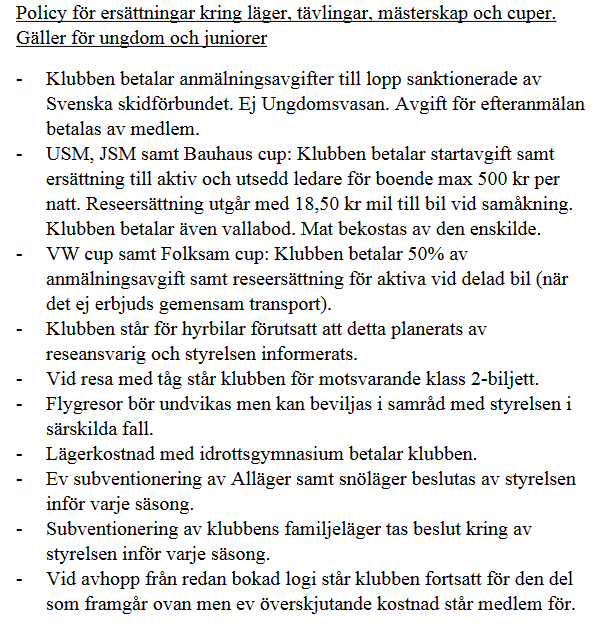 Policy för ersättningar kring läger, tävlingar, mästerskap och cuper.
Gäller för ungdom och juniorer
- Klubben betalar anmälningsavgifter till lopp sanktionerade av
Svenska skidförbundet. Ej Ungdomsvasan. Avgift för efteranmälan
betalas av medlem.
- USM, JSM samt Bauhaus cup: Klubben betalar startavgift samt
ersättning till aktiv och utsedd ledare för boende max 500 kr per
natt. Reseersättning utgår med 18,50 kr mil till bil vid samåkning.
Klubben betalar även vallabod. Mat bekostas av den enskilde.
- VW cup samt Folksam cup: Klubben betalar 50% av
anmälningsavgift samt reseersättning för aktiva vid delad bil (när
det ej erbjuds gemensam transport).
- Klubben står för hyrbilar förutsatt att detta planerats av
reseansvarig och styrelsen informerats.
- Vid resa med tåg står klubben för motsvarande klass 2-biljett.
- Flygresor bör undvikas men kan beviljas i samråd med styrelsen i
särskilda fall.
- Lägerkostnad med idrottsgymnasium betalar klubben.
- Ev subventionering av Alläger samt snöläger beslutas av styrelsen
inför varje säsong.
- Subventionering av klubbens familjeläger tas beslut kring av
styrelsen inför varje säsong.
- Vid avhopp från redan bokad logi står klubben fortsatt för den del
som framgår ovan men ev överskjutande kostnad står medlem för.